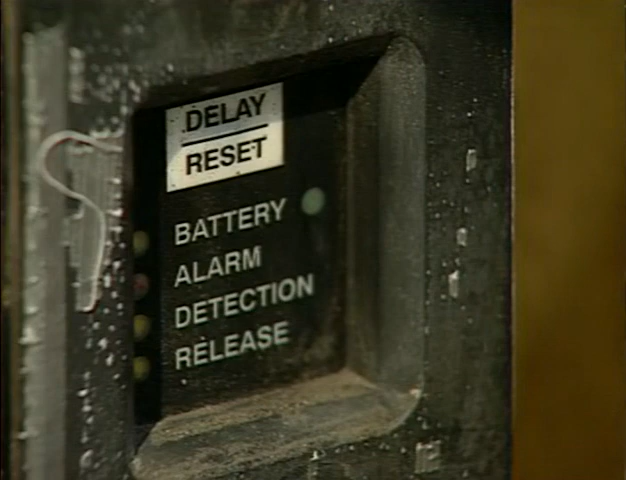 DELAY
RESET
BATTERY
ALARM
DETECTION
RELEASE